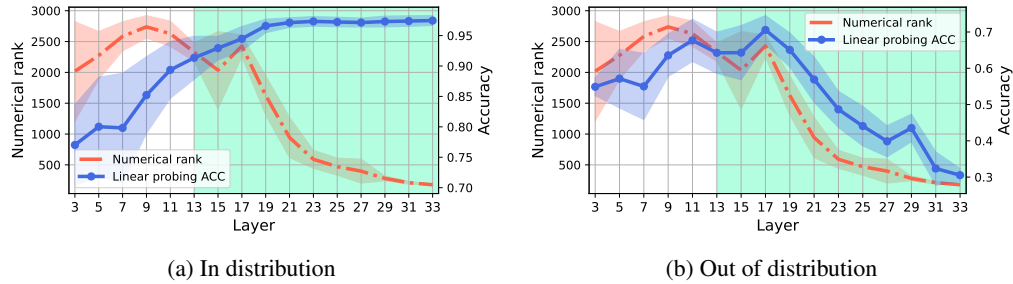 3000
2500
2000
1500
1000
500
Numerical rank
0.95
0.90
0.85
0.80
0.75
0.70
Accuracy
Numerical rank
Linear probing ACC
3 5 7 9 11 13 15 17 19 21 23 25 27 29 31 33
Layer
(a) In distribution
3000
2500
2000
1500
1000
500
Numerical rank
0.7
0.6
0.5
0.4
0.3
Accuracy
Numerical rank
Linear probing ACC
3 5 7 9 11 13 15 17 19 21 23 25 27 29 31 33
Layer
(b) Out of distribution